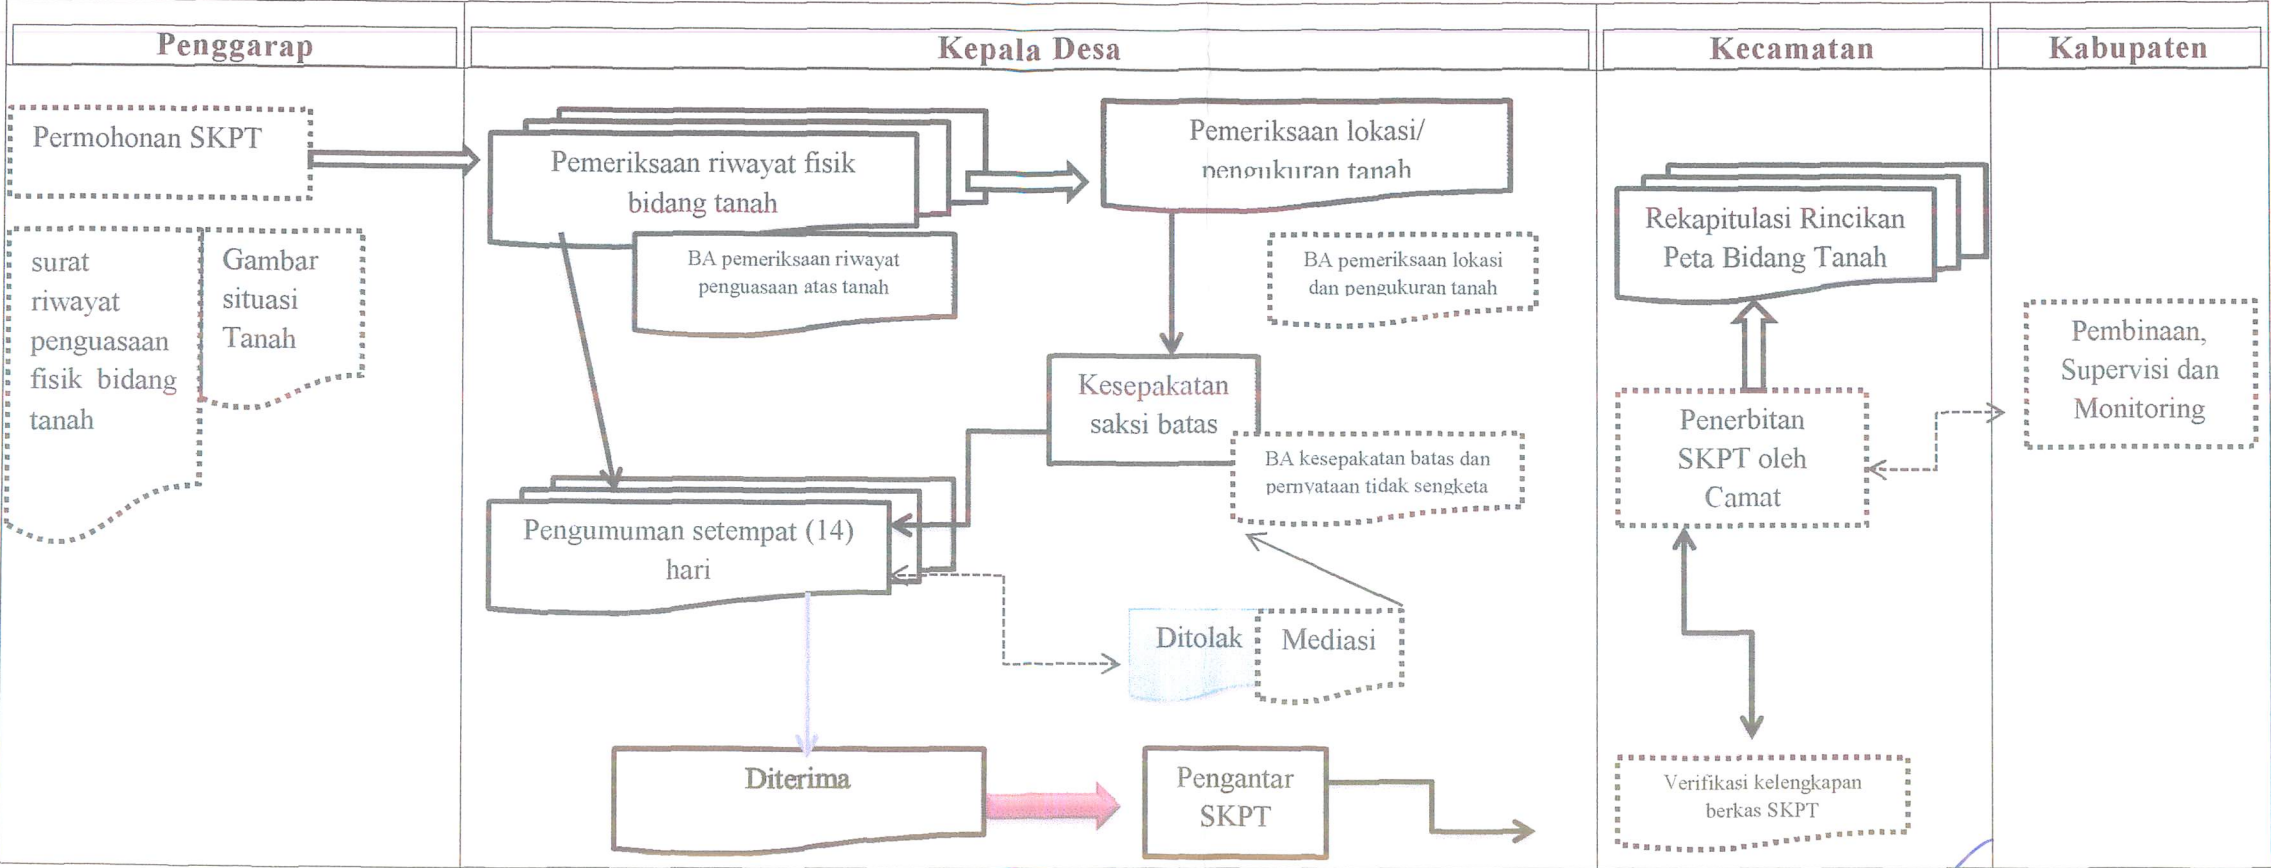 Penggarap
Kepala Desa
Kecamatan
Kabupaten
Permohonan SKPT
surat
riwayat
penguasaan
fisik bidang
tanah
Gambar
situasi
Tanah
Pemeriksaan riwayat fisik
bidang tanah
BA pemeriksaan riwayat
penguasaan atas tanah
Pemeriksaan lokasi/
pengukuran tanah
BA pemeriksaan lokasi
dan pengukuran tanah
Kesepakatan
saksi batas
BA kesepakatan batas dan
pernyataan tidak sengketa
Pengumuman setempat (14)
hari
Ditolak
Mediasi
Diterima
Pengantar
SKPT
Rekapitulasi Rincikan
Peta Bidang Tanah
Penerbitan
SKPT oleh
Camat
Verifikasi kelengkapan
berkas SKPT
Pembinaan,
Supervisi dan
Monitoring